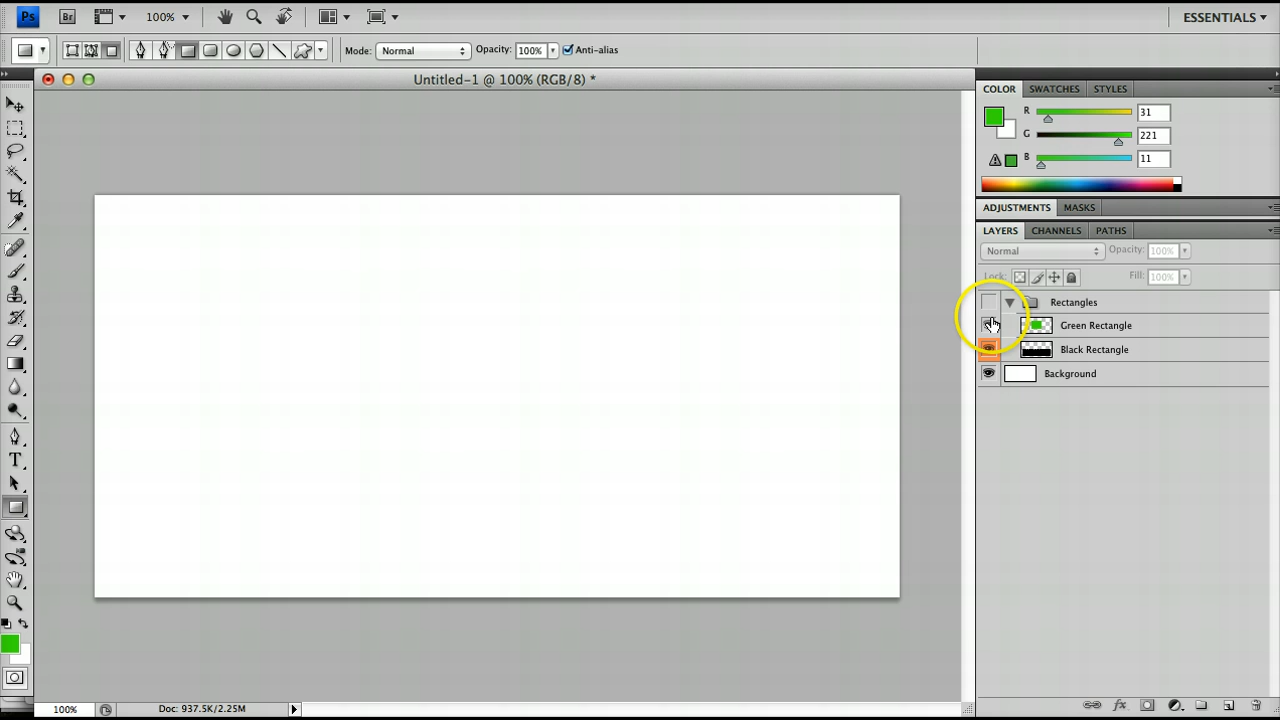 Ps Br 100% ESSENTIALS
Mode: Normal Opacity: 100% Anti-alias
Untitled-1 @ 100% (RGB/8) *
COLOR SWATCHES STYLES
R 31
G 221
B 11
ADJUSTMENTS MASKS
LAYERS CHANNELS PATHS
Normal Opacity: 100%
Lock: Fill: 100%
Rectangles
Green Rectangle
Black Rectangle
Background
T
fx
100% Doc: 937.5K/2.25M